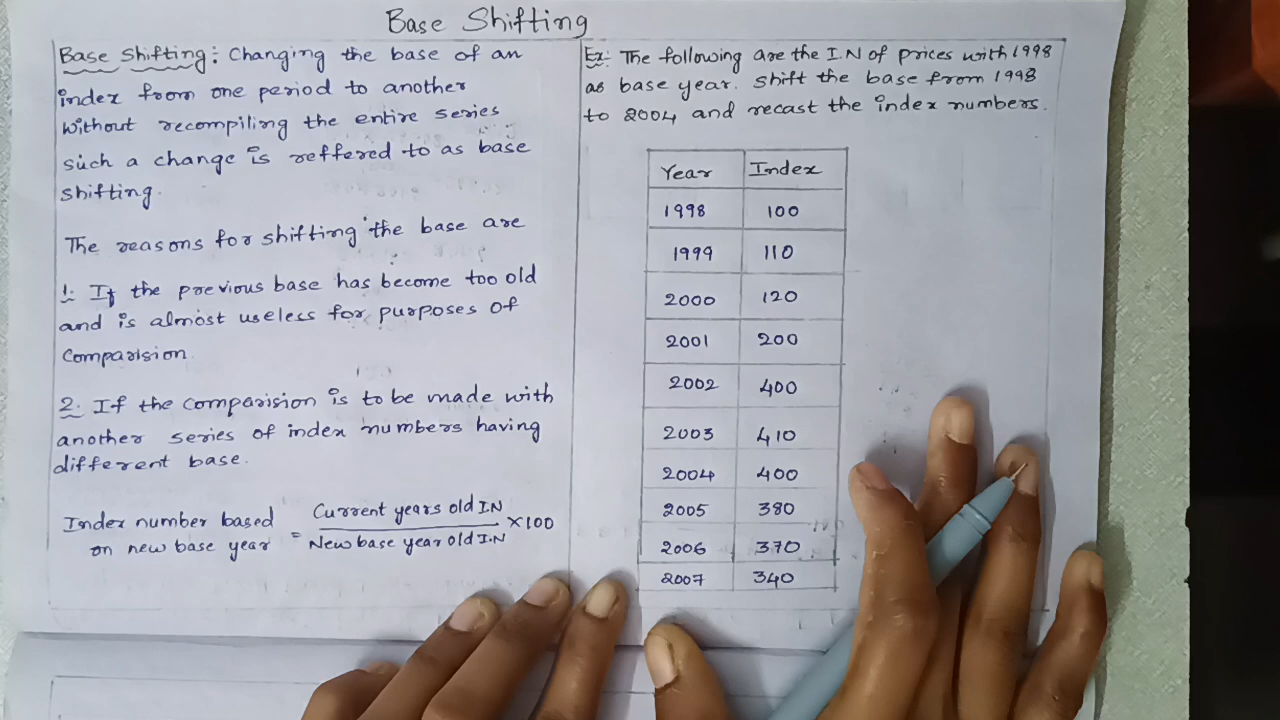 Base Shifting
Base Shifting: Changing the base of an
index from one period to another
without recompiling the entire series
such a change is reffered to as base
shifting.
The reasons for shifting the base are
1. If the previous base has become too old
and is almost useless for purposes of
Comparision.
2. If the comparision is to be made with
another series of index numbers having
different base.
Index number based on new base year = Current years old IN / New base year old I.N × 100
Ex: The following are the I.N of prices with 1998
as base year. Shift the base from 1998
to 2004 and recast the index numbers.
Year Index
1998 100
1999 110
2000 120
2001 200
2002 400
2003 410
2004 400
2005 380
2006 370
2007 340